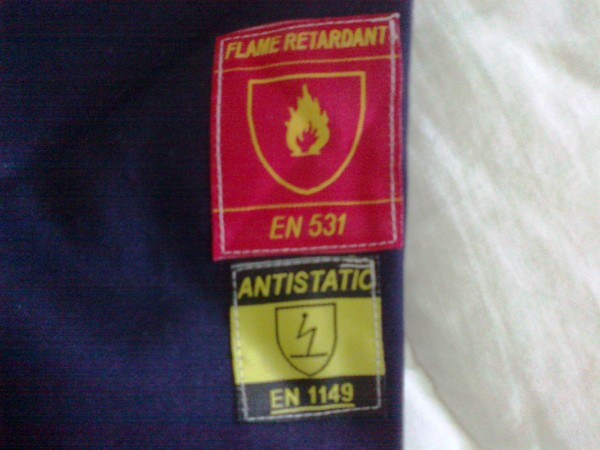 FLAME RETARDANT
EN 531
ANTISTATIC
EN 1149